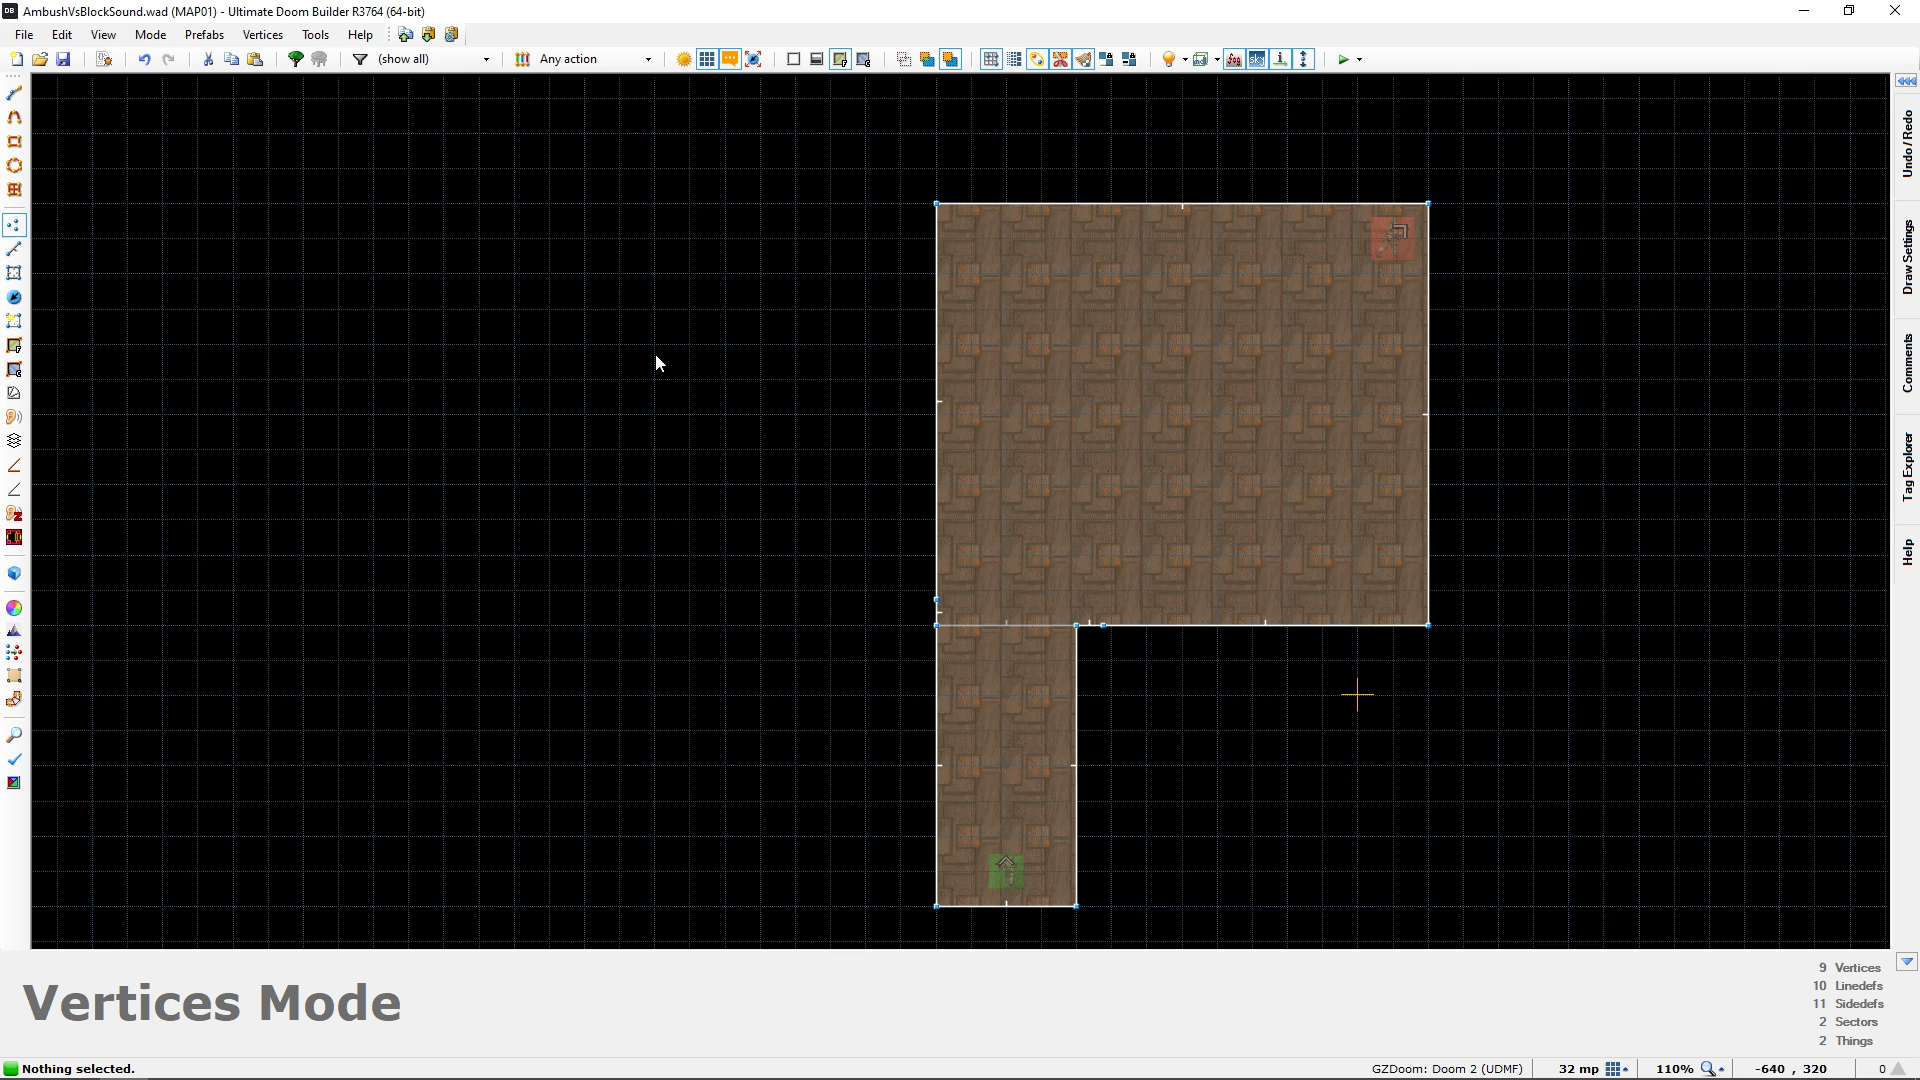 AmbushVsBlockSound.wad (MAP01) - Ultimate Doom Builder R3764 (64-bit)
File Edit View Mode Prefabs Vertices Tools Help
(show all) Any action
Undo / Redo
Draw Settings
Comments
Tag Explorer
Help
Vertices Mode
9 Vertices
10 Linedefs
11 Sidedefs
2 Sectors
2 Things
Nothing selected. GZDoom: Doom 2 (UDMF) 32 mp 110% -640 , 320 0